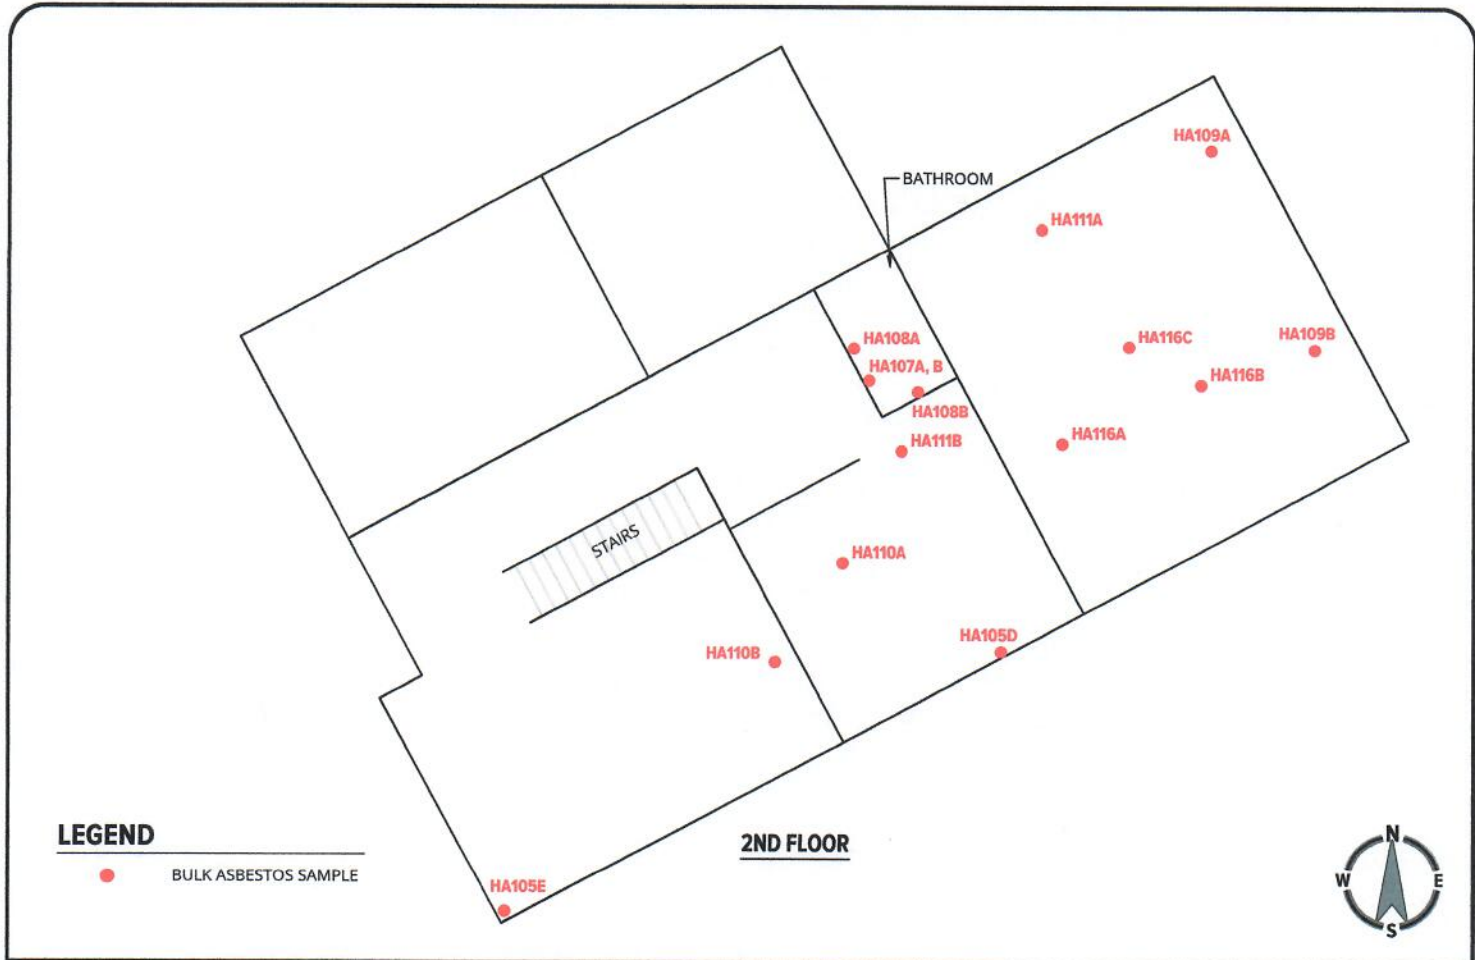 HA109A
BATHROOM
HA111A
HA108A
HA116C
HA109B
HA107A, B
HA116B
HA108B
HA111B
HA116A
STAIRS
HA110A
HA105D
HA110B
LEGEND
BULK ASBESTOS SAMPLE
2ND FLOOR
HA105E
N
W
E
S